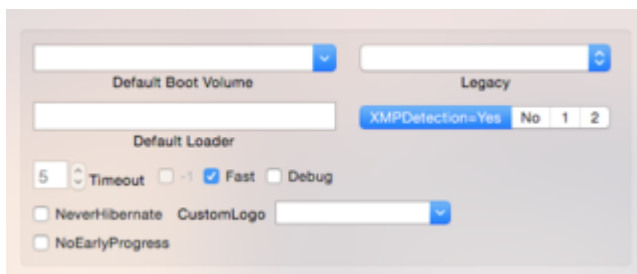 Default Boot Volume Legacy
XMPDetection=Yes No 1 2
Default Loader
5 Timeout -1 Fast Debug
NeverHibernate CustomLogo
NoEarlyProgress